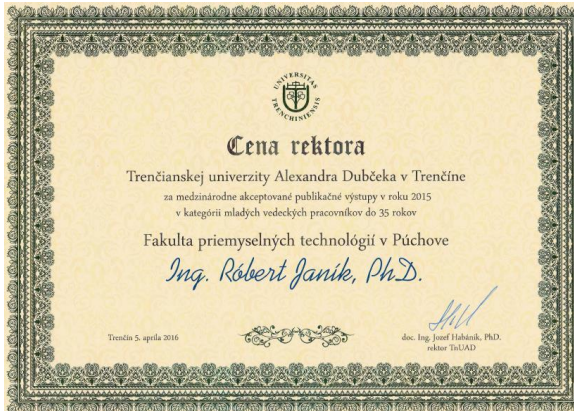 UNIVERSITAS
TRENCHINIENSIS
Cena rektora
Trenčianskej univerzity Alexandra Dubčeka v Trenčíne
za medzinárodne akceptované publikačné výstupy v roku 2015
v kategórii mladých vedeckých pracovníkov do 35 rokov
Fakulta priemyselných technológií v Púchove
Ing. Róbert Janík, Ph.D.
Trenčín 5. apríla 2016
doc. Ing. Jozef Habánik, PhD.
rektor TnUAD